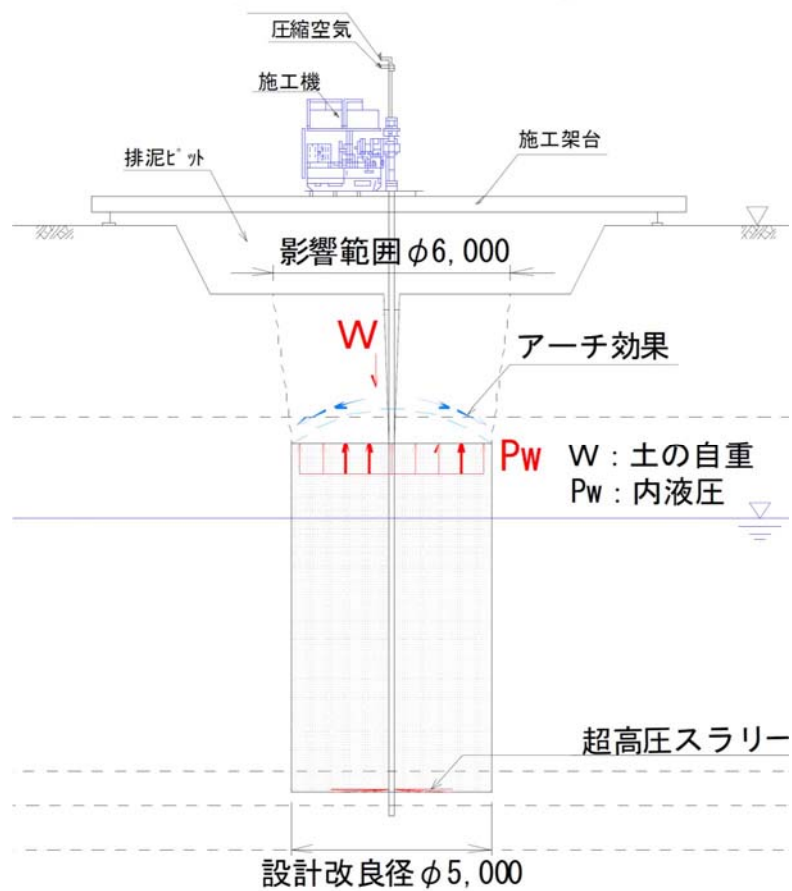 圧縮空気
施工機
施工架台
排泥ﾋﾟｯﾄ
影響範囲φ6,000
W
アーチ効果
Pw
W：土の自重
Pw：内液圧
超高圧スラリー
設計改良径φ5,000